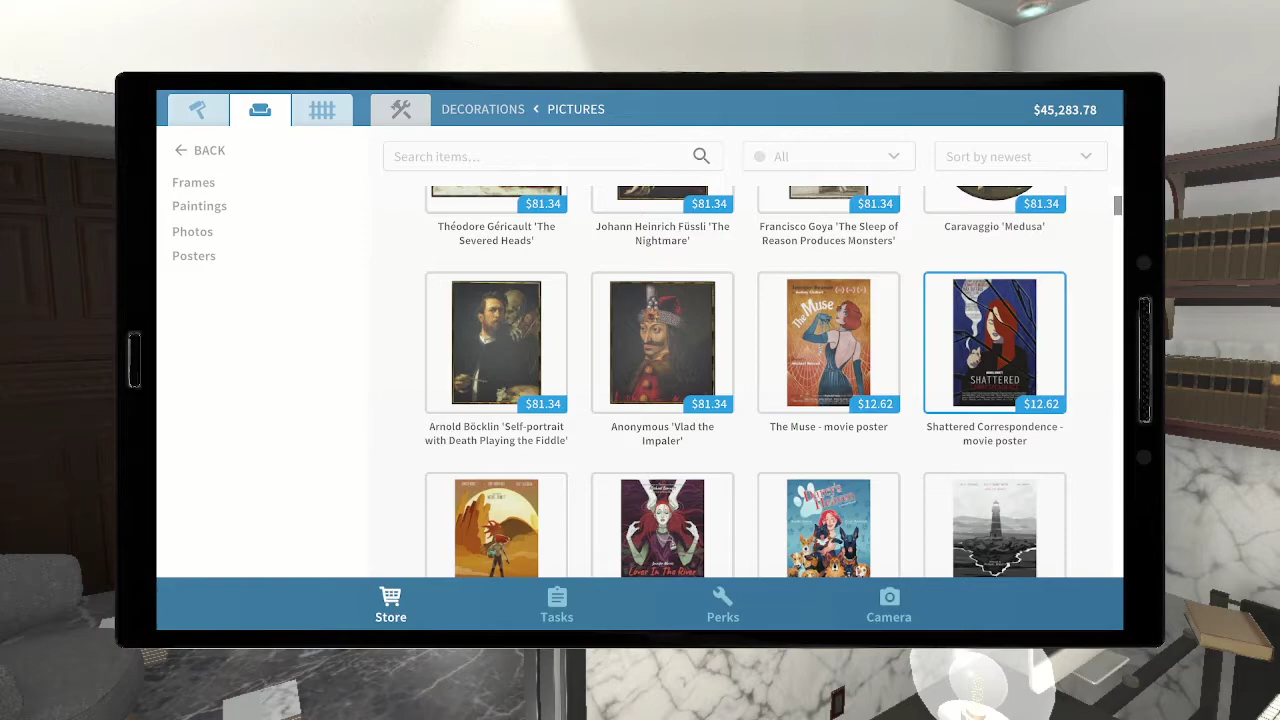 DECORATIONS < PICTURES
$45,283.78
BACK
Search items...
All
Sort by newest
Frames
Paintings
Photos
Posters
$81.34
$81.34
$81.34
$81.34
Théodore Géricault 'The
Severed Heads'
Johann Heinrich Füssli 'The
Nightmare'
Francisco Goya 'The Sleep of
Reason Produces Monsters'
Caravaggio 'Medusa'
The Muse
SHATTERED
$81.34
$81.34
$12.62
$12.62
Arnold Böcklin 'Self-portrait
with Death Playing the Fiddle'
Anonymous 'Vlad the
Impaler'
The Muse - movie poster
Shattered Correspondence -
movie poster
Lover In The River
Store
Tasks
Perks
Camera